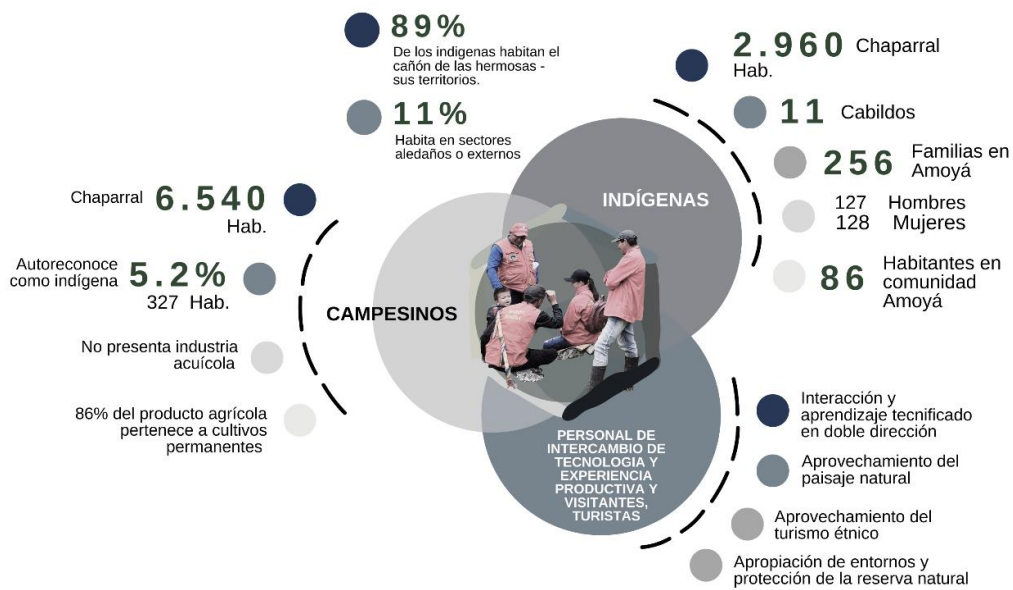 89%
De los indigenas habitan el
cañón de las hermosas -
sus territorios.
11%
Habita en sectores
aledaños o externos
2.960 Chaparral
Hab.
11 Cabildos
256 Familias en
Amoyá
127 Hombres
128 Mujeres
86 Habitantes en
comunidad
Amoyá
INDÍGENAS
Chaparral 6.540
Hab.
Autoreconoce
como indígena 5.2%
327 Hab.
No presenta industria
acuícola
86% del producto agrícola
pertenece a cultivos
permanentes
CAMPESINOS
PERSONAL DE
INTERCAMBIO DE
TECNOLOGIA Y
EXPERIENCIA
PRODUCTIVA Y
VISITANTES,
TURISTAS
Interacción y
aprendizaje tecnificado
en doble dirección
Aprovechamiento del
paisaje natural
Aprovechamiento del
turismo étnico
Apropiación de entornos y
protección de la reserva natural